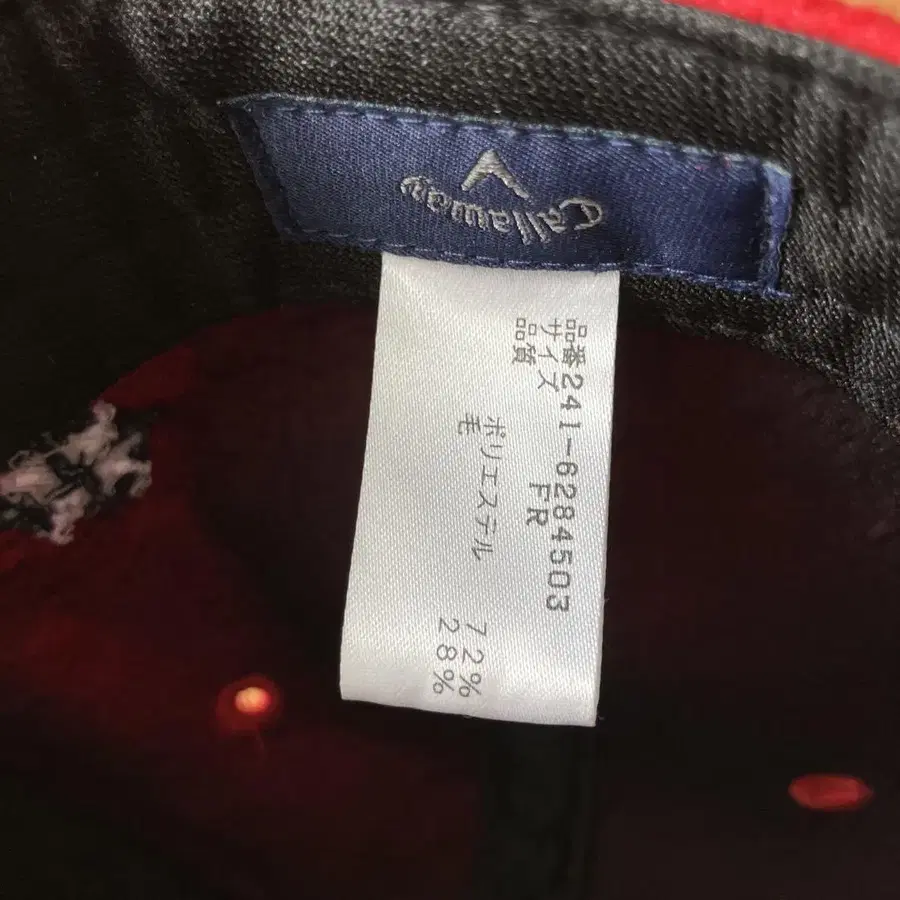 Callaway
品番241-6284503
サイズ FR
品質
ポリエステル 72%
毛 28%